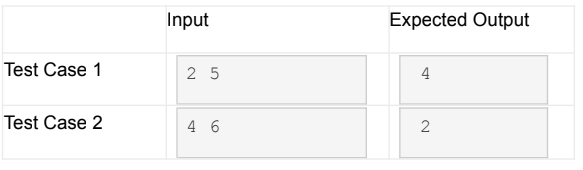 Input Expected Output
Test Case 1 2 5 4
Test Case 2 4 6 2